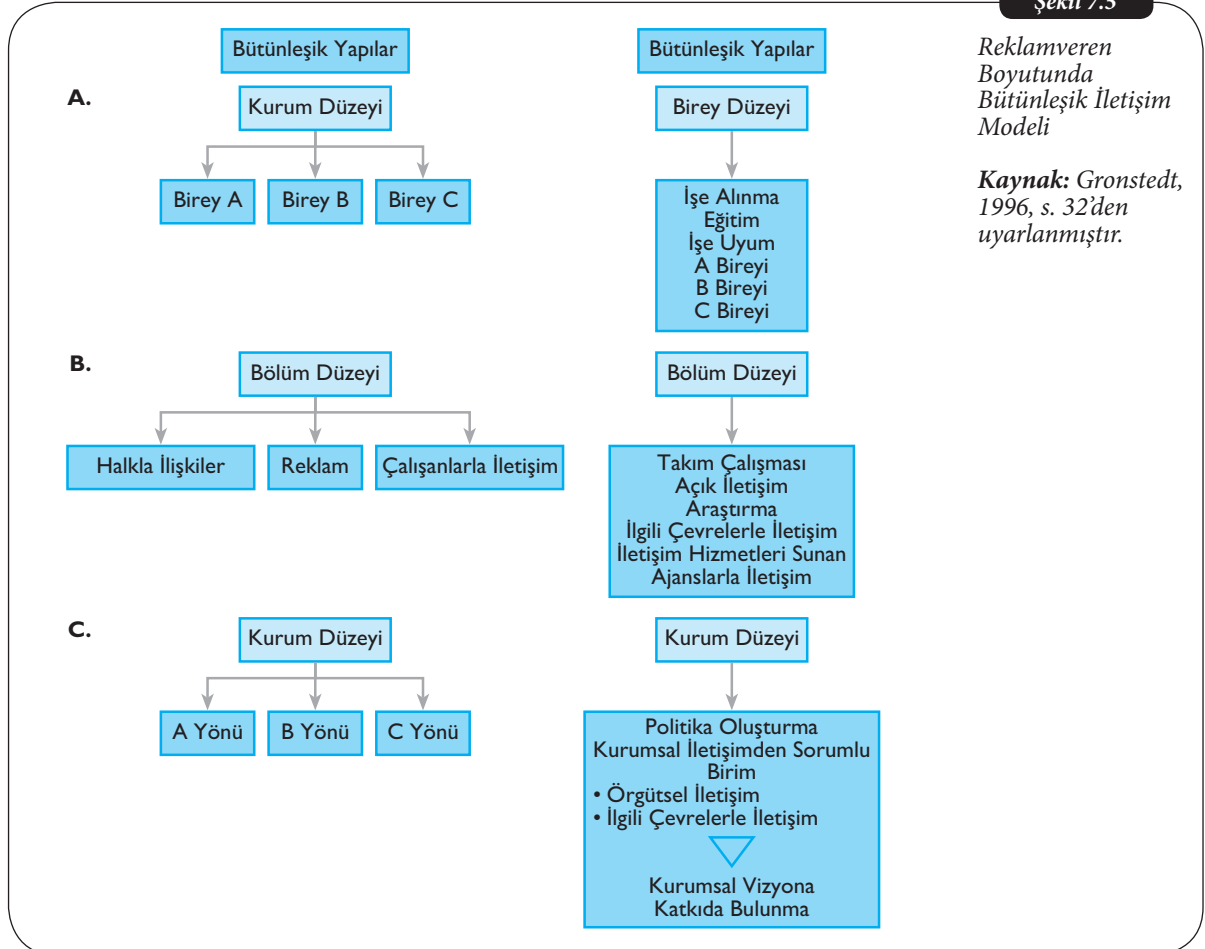 Şekil 7.5
Reklamveren
Boyutunda
Bütünleşik İletişim
Modeli
Kaynak: Gronstedt,
1996, s. 32'den
uyarlanmıştır.
Bütünleşik Yapılar
Bütünleşik Yapılar
A.
Kurum Düzeyi
Birey A
Birey B
Birey C
Birey Düzeyi
İşe Alınma
Eğitim
İşe Uyum
A Bireyi
B Bireyi
C Bireyi
B.
Bölüm Düzeyi
Halkla İlişkiler
Reklam
Çalışanlarla İletişim
Bölüm Düzeyi
Takım Çalışması
Açık İletişim
Araştırma
İlgili Çevrelerle İletişim
İletişim Hizmetleri Sunan
Ajanslarla İletişim
C.
Kurum Düzeyi
A Yönü
B Yönü
C Yönü
Kurum Düzeyi
Politika Oluşturma
Kurumsal İletişimden Sorumlu
Birim
• Örgütsel İletişim
• İlgili Çevrelerle İletişim
Kurumsal Vizyona
Katkıda Bulunma